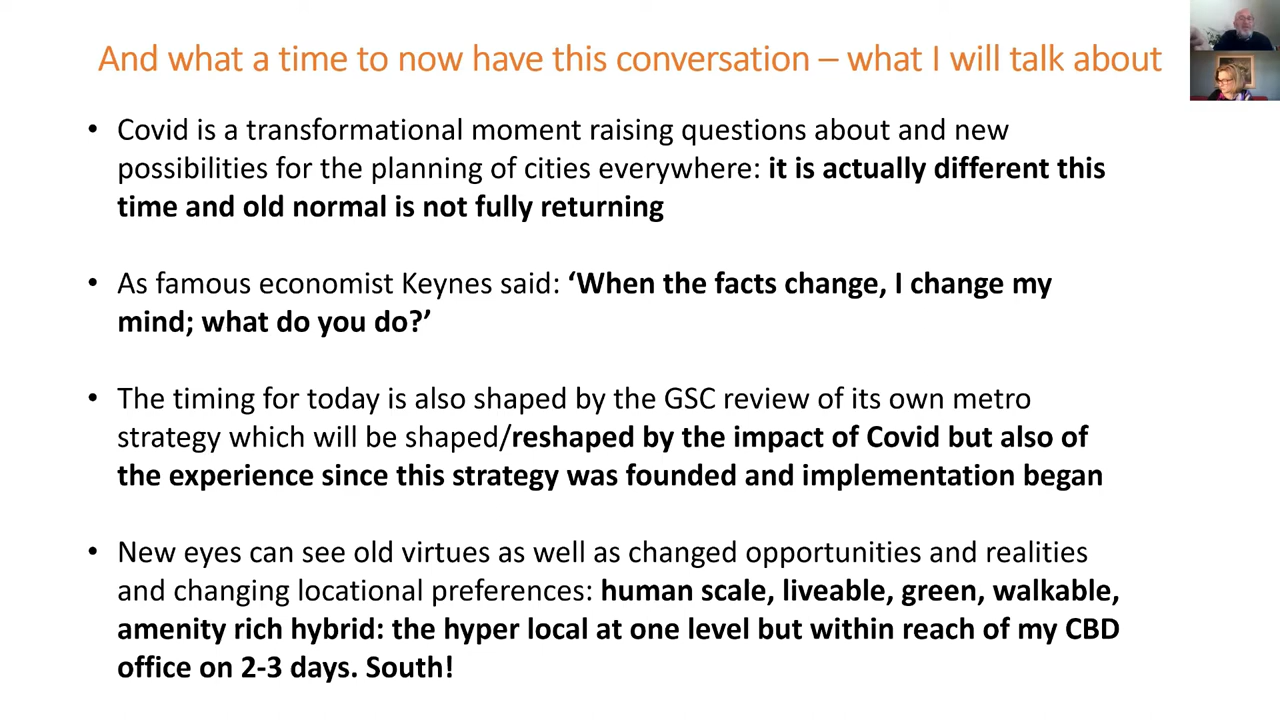 And what a time to now have this conversation – what I will talk about
• Covid is a transformational moment raising questions about and new
possibilities for the planning of cities everywhere: it is actually different this
time and old normal is not fully returning
• As famous economist Keynes said: ‘When the facts change, I change my
mind; what do you do?’
• The timing for today is also shaped by the GSC review of its own metro
strategy which will be shaped/reshaped by the impact of Covid but also of
the experience since this strategy was founded and implementation began
• New eyes can see old virtues as well as changed opportunities and realities
and changing locational preferences: human scale, liveable, green, walkable,
amenity rich hybrid: the hyper local at one level but within reach of my CBD
office on 2-3 days. South!